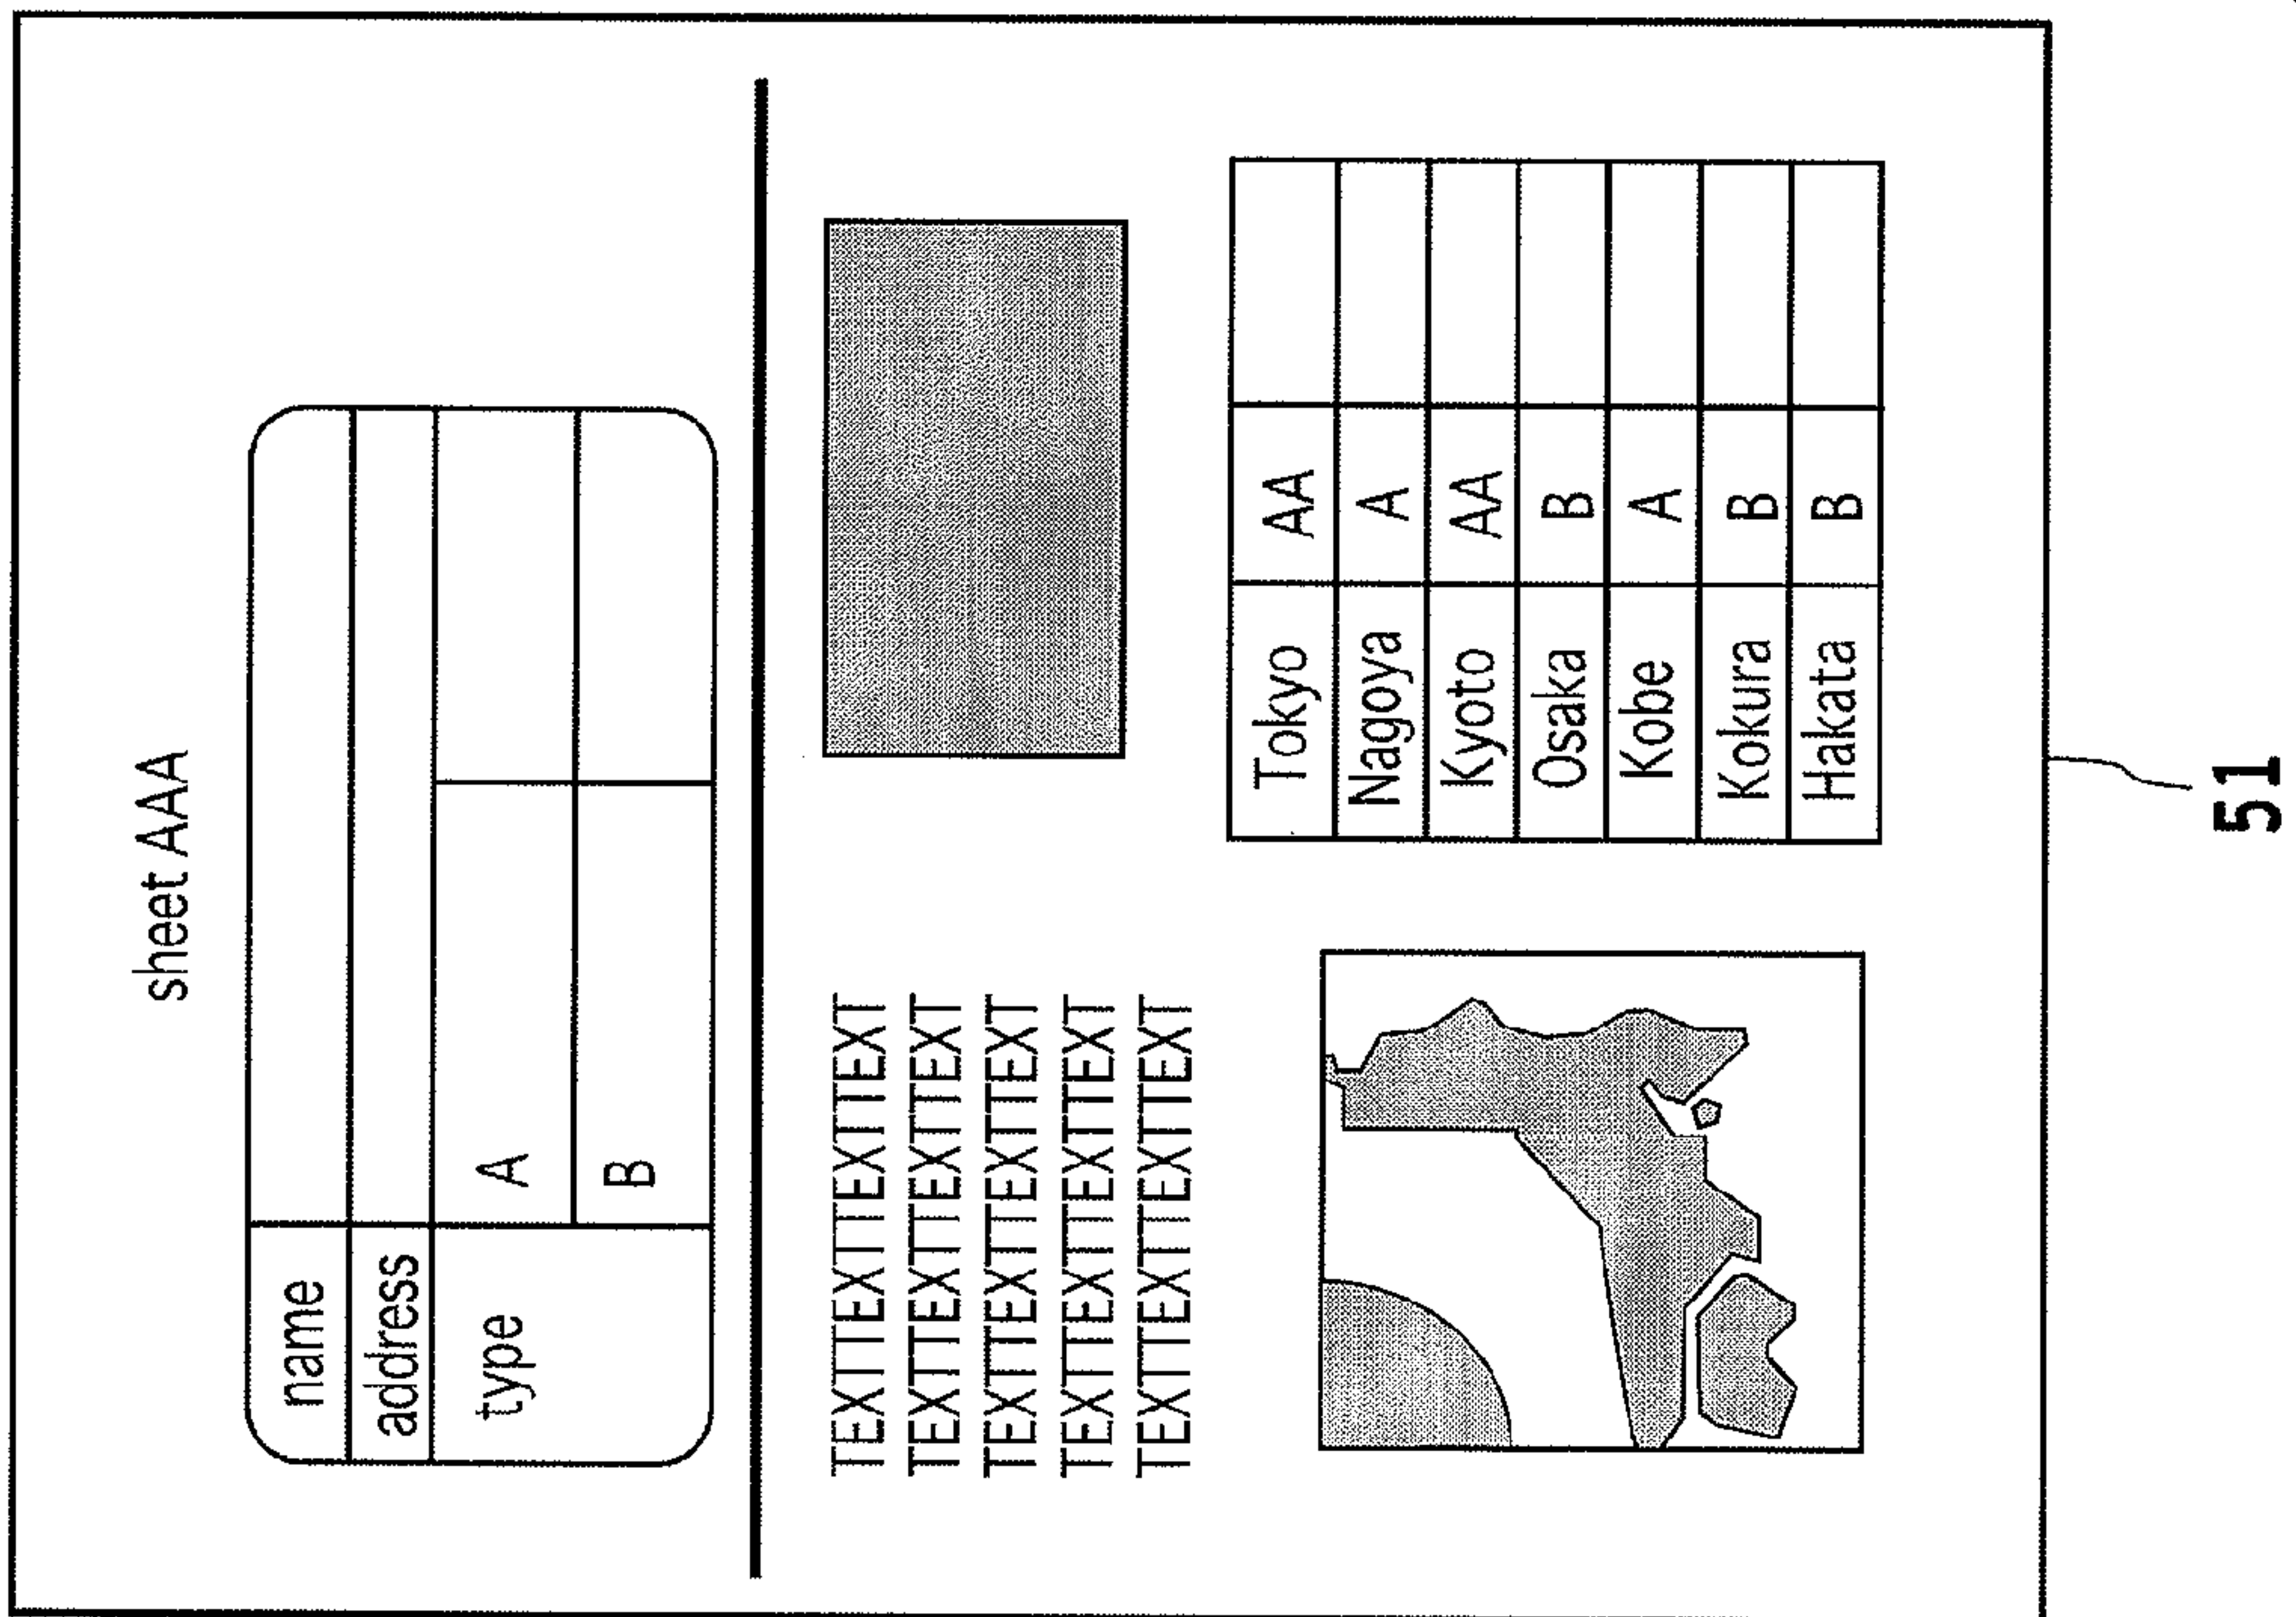 sheet AAA
name
address
type A
B
TEXTTEXTTEXTTEXT
TEXTTEXTTEXTTEXT
TEXTTEXTTEXTTEXT
TEXTTEXTTEXTTEXT
TEXTTEXTTEXTTEXT
Tokyo AA
Nagoya A
Kyoto AA
Osaka B
Kobe A
Kokura B
Hakata B
51